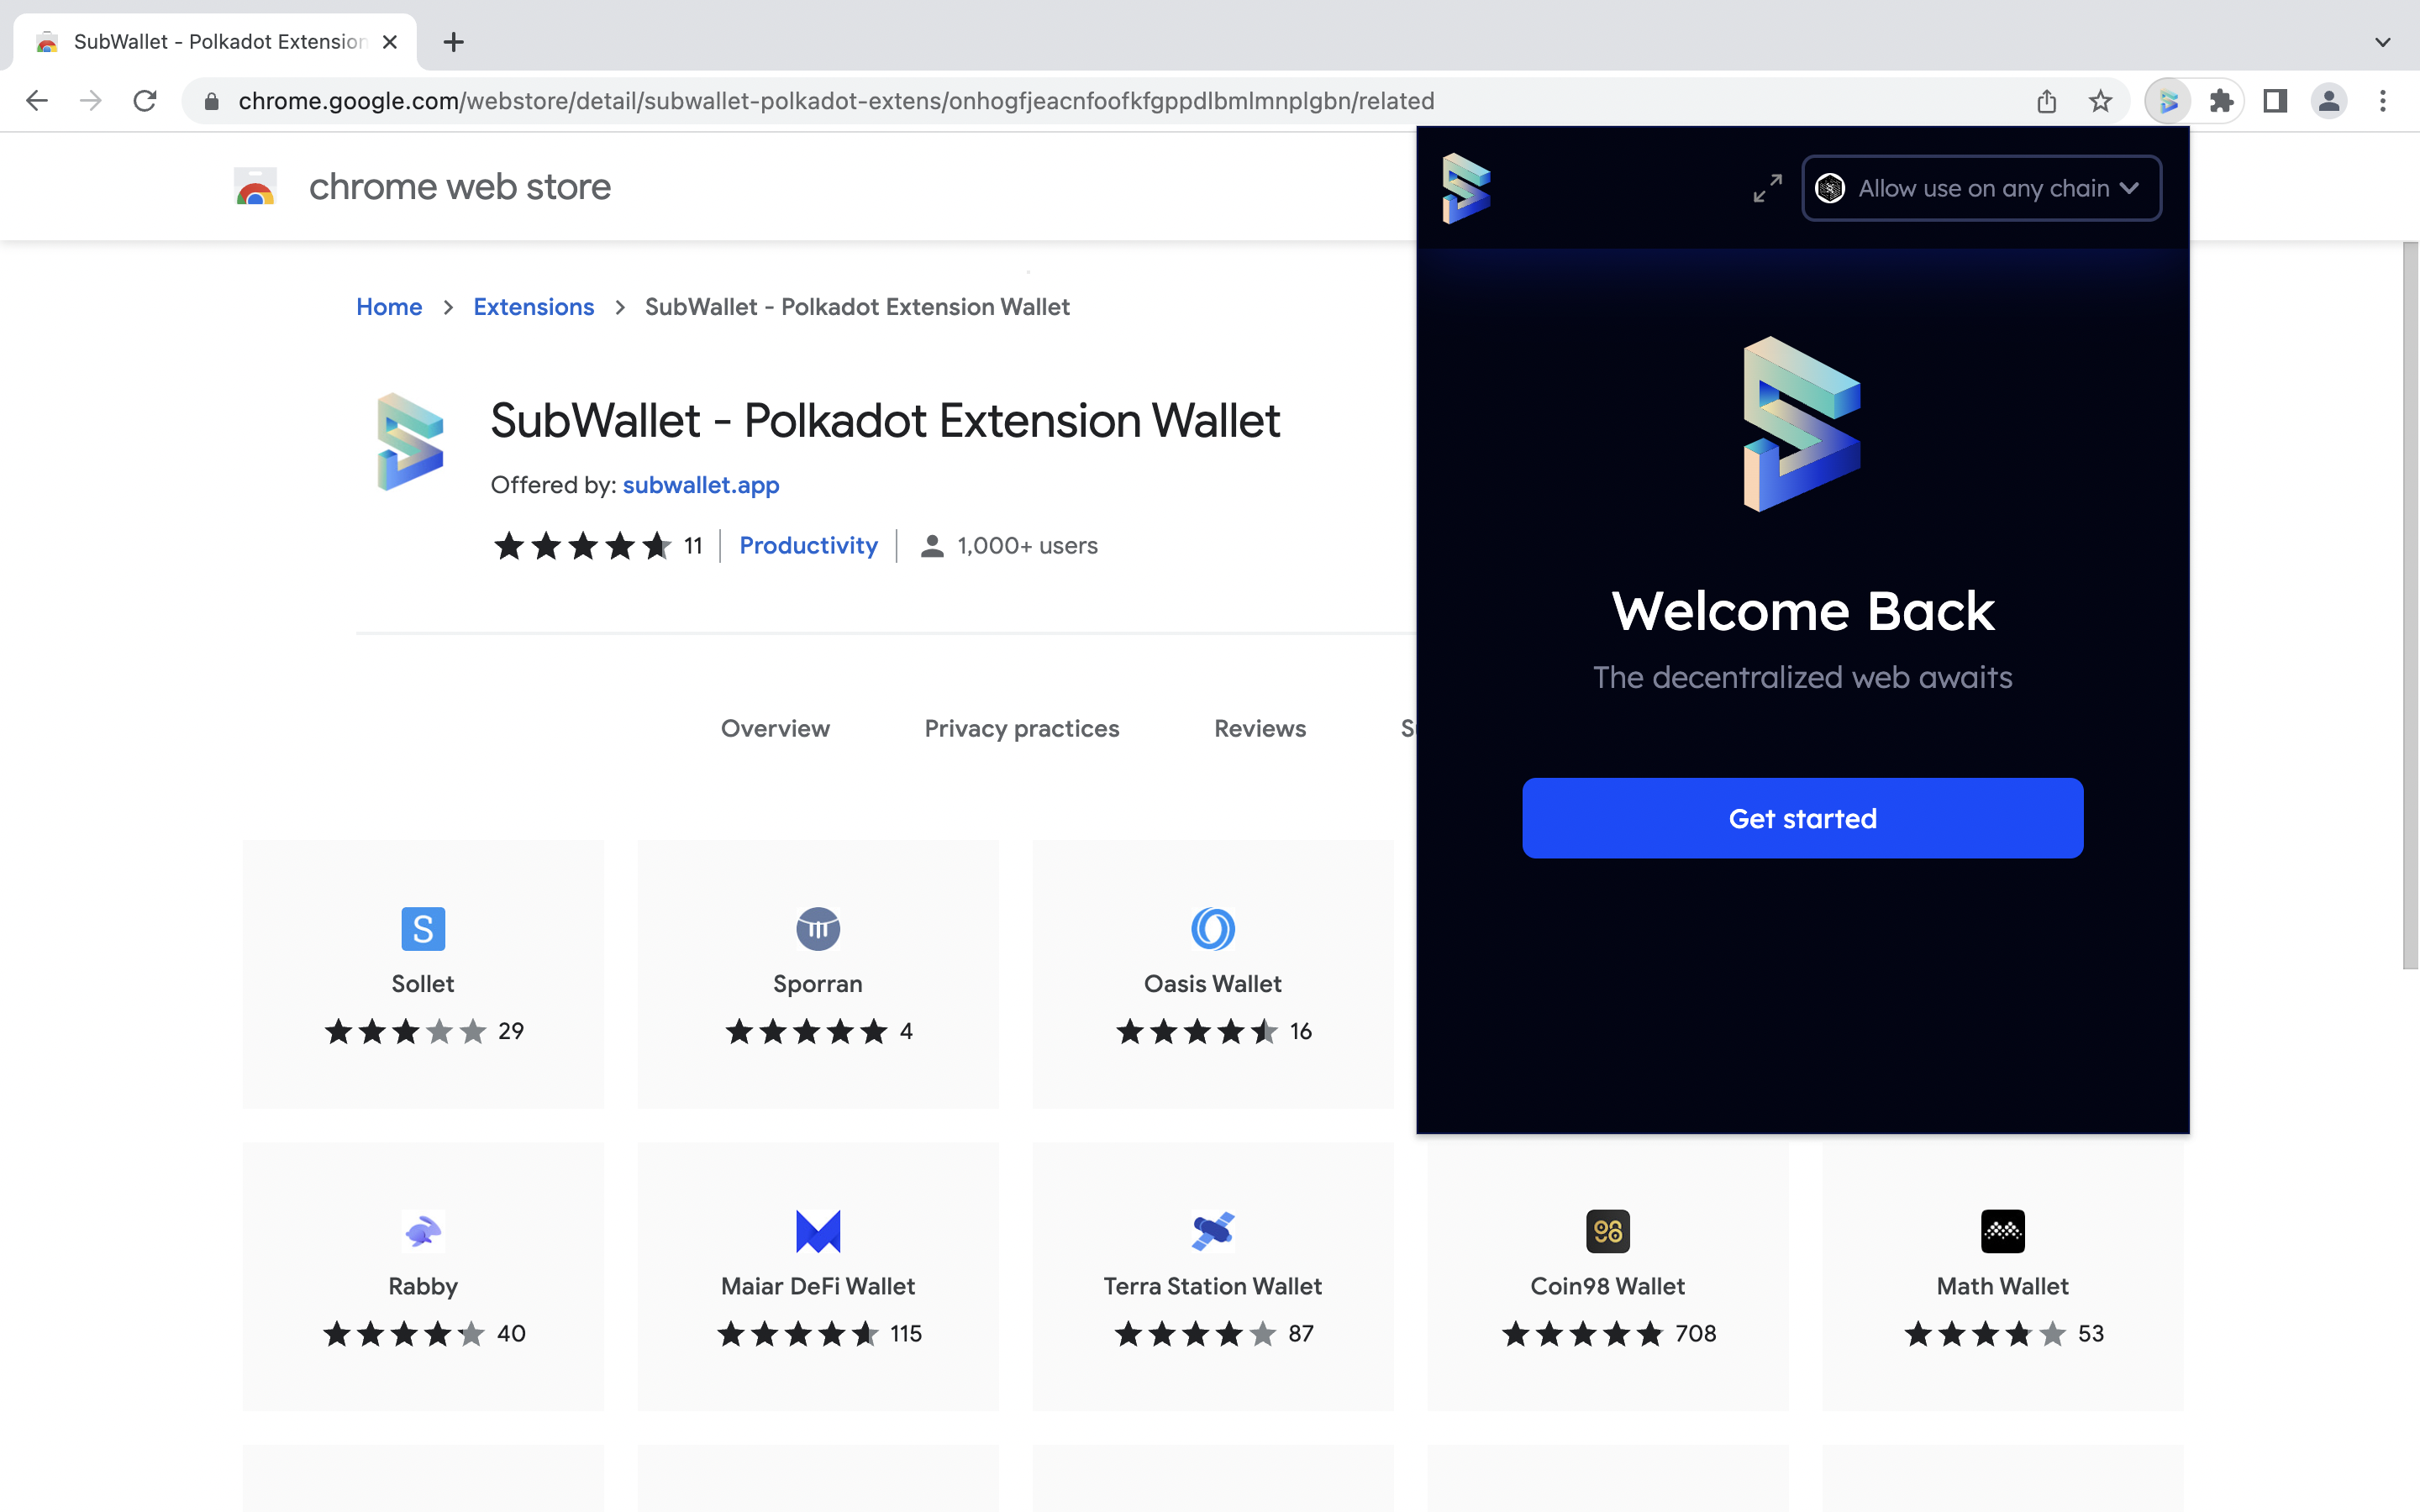 SubWallet - Polkadot Extension
chrome.google.com/webstore/detail/subwallet-polkadot-extens/onhogfjeacnfoofkfgppdlbmlmnplgbn/related
chrome web store
Allow use on any chain
Home > Extensions > SubWallet - Polkadot Extension Wallet
SubWallet - Polkadot Extension Wallet
Offered by: subwallet.app
11 Productivity 1,000+ users
Welcome Back
The decentralized web awaits
Get started
Overview Privacy practices Reviews
Sollet
29
Sporran
4
Oasis Wallet
16
Rabby
40
Maiar DeFi Wallet
115
Terra Station Wallet
87
Coin98 Wallet
708
Math Wallet
53